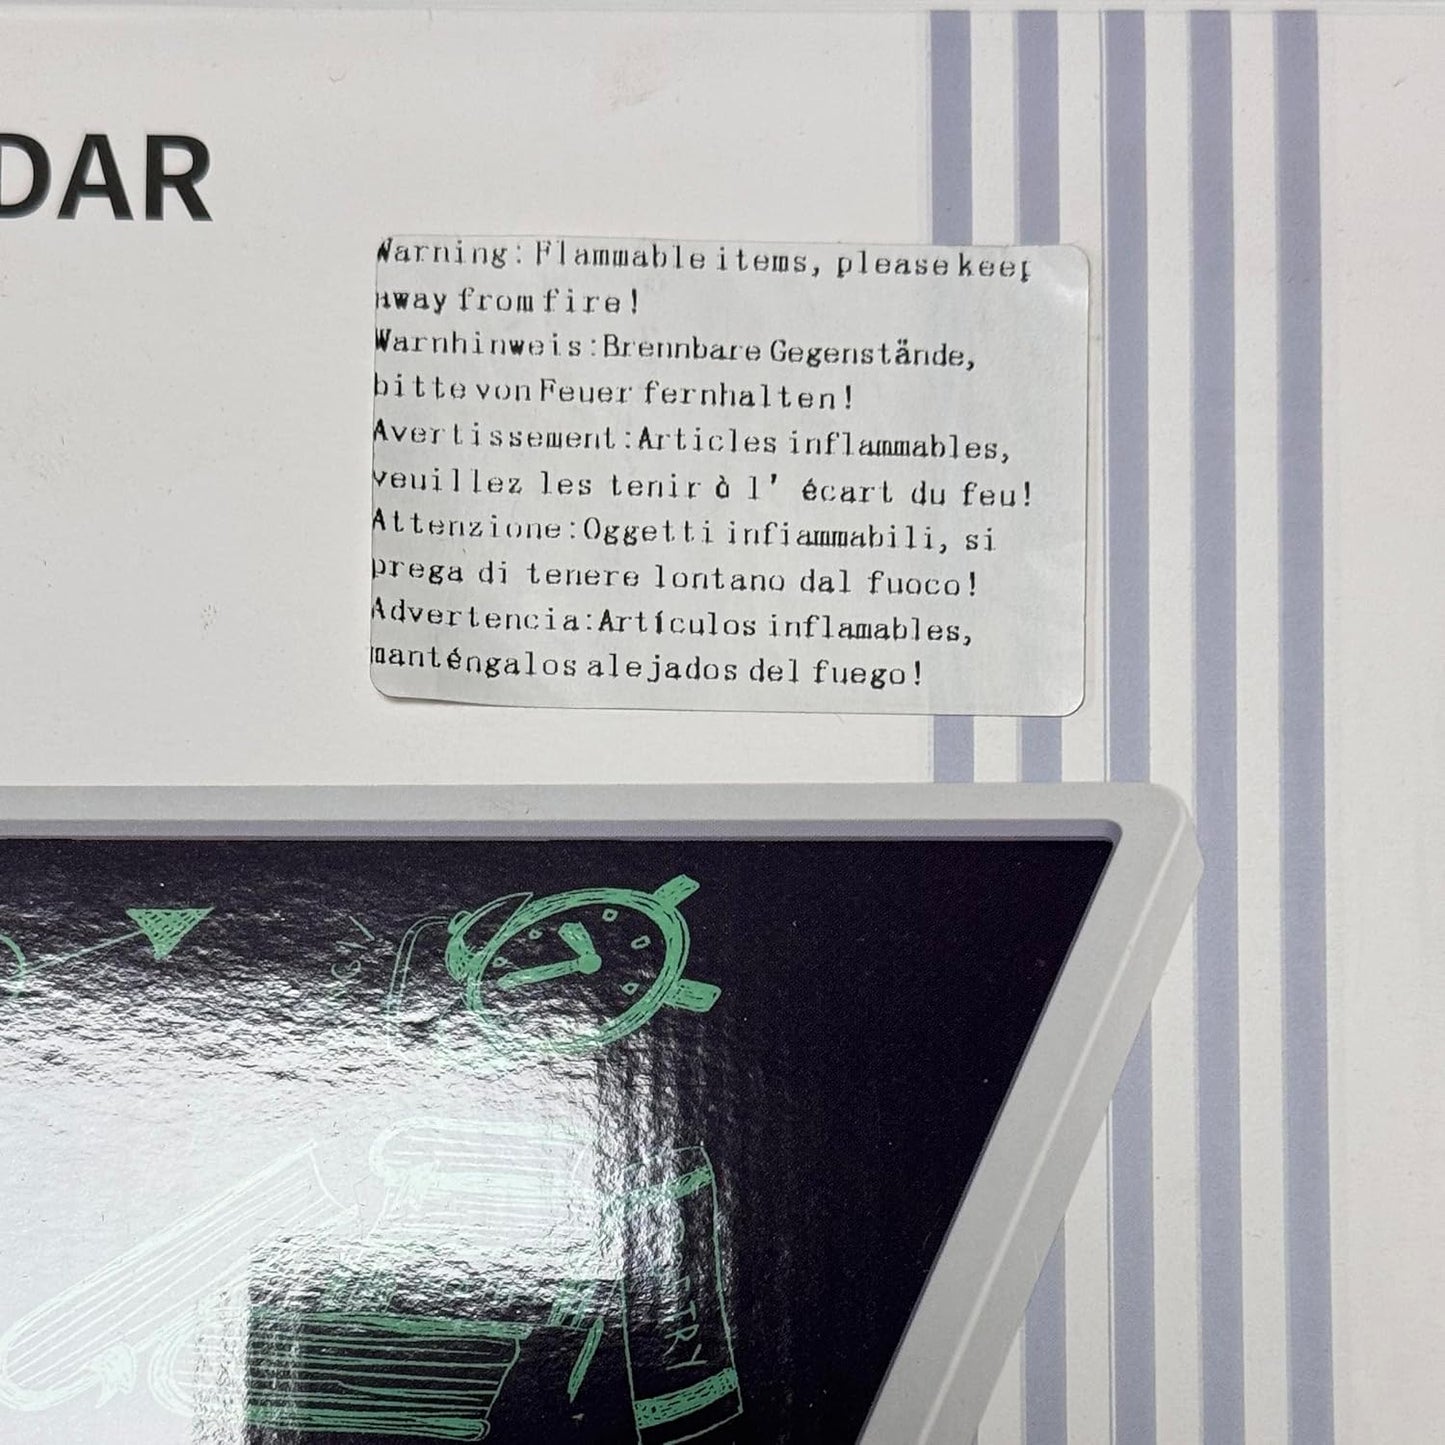 DAR
Warning: Flammable items, please keep
away from fire!
Warnhinweis:Brennbare Gegenstände,
bitte von Feuer fernhalten!
Avertissement:Articles inflammables,
veuillez les tenir à l' écart du feu!
Attenzione:Oggetti infiammabili, si
prega di tenere lontano dal fuoco!
Advertencia:Artículos inflamables,
manténgalos alejados del fuego!